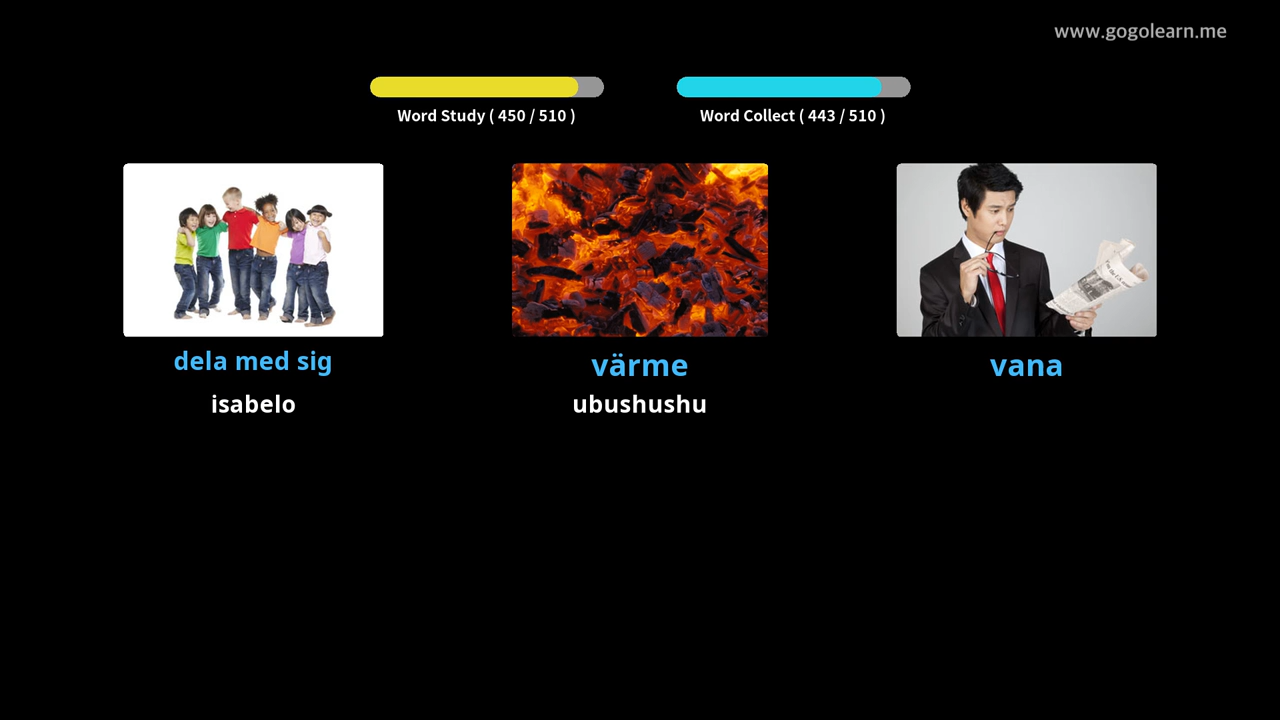 www.gogolearn.me
Word Study ( 450 / 510 )
Word Collect ( 443 / 510 )
dela med sig
värme
vana
isabelo
ubushushu